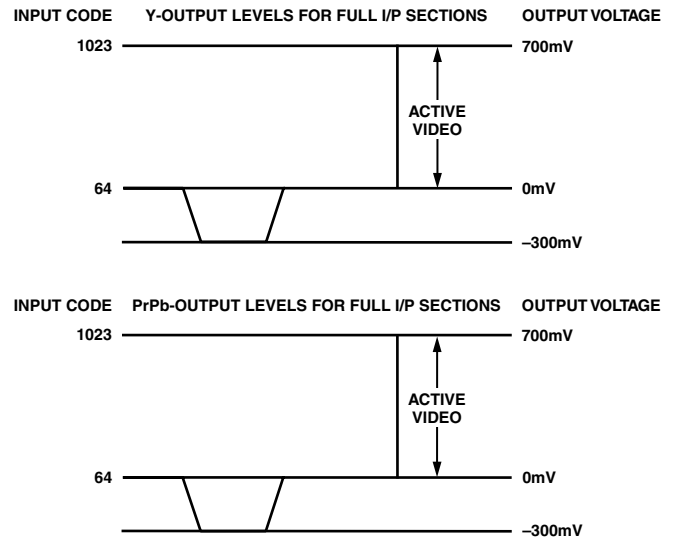 INPUT CODE Y-OUTPUT LEVELS FOR FULL I/P SECTIONS OUTPUT VOLTAGE
1023 700mV
ACTIVE
VIDEO
64 0mV
–300mV
INPUT CODE PrPb-OUTPUT LEVELS FOR FULL I/P SECTIONS OUTPUT VOLTAGE
1023 700mV
ACTIVE
VIDEO
64 0mV
–300mV